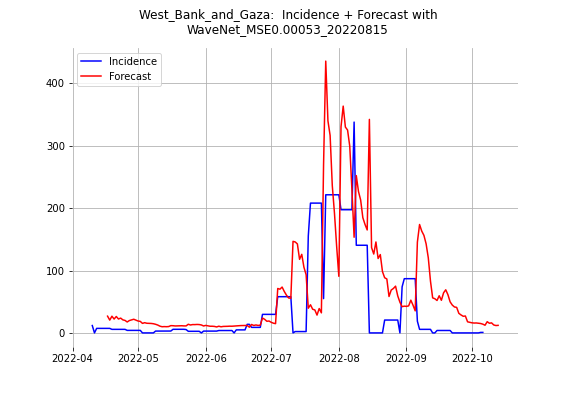 West_Bank_and_Gaza:  Incidence + Forecast with
WaveNet_MSE0.00053_20220815
Incidence
Forecast
400
300
200
100
0
2022-04 2022-05 2022-06 2022-07 2022-08 2022-09 2022-10